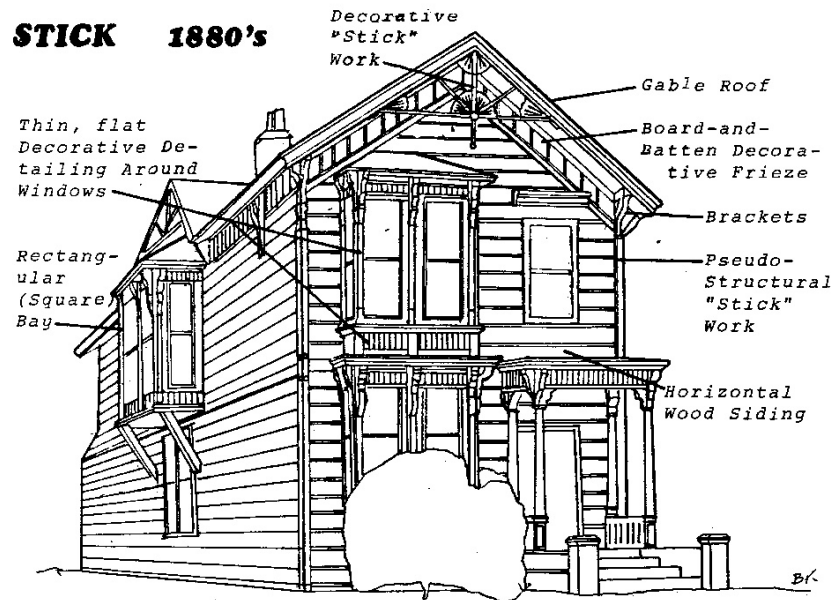 STICK 1880's
Decorative
"Stick"
Work
Gable Roof
Thin, flat
Decorative De-
tailing Around
Windows
Board-and-
Batten Decora-
tive Frieze
Brackets
Rectang-
ular
(Square)
Bay
Pseudo-
Structural
"Stick"
Work
Horizontal
Wood Siding